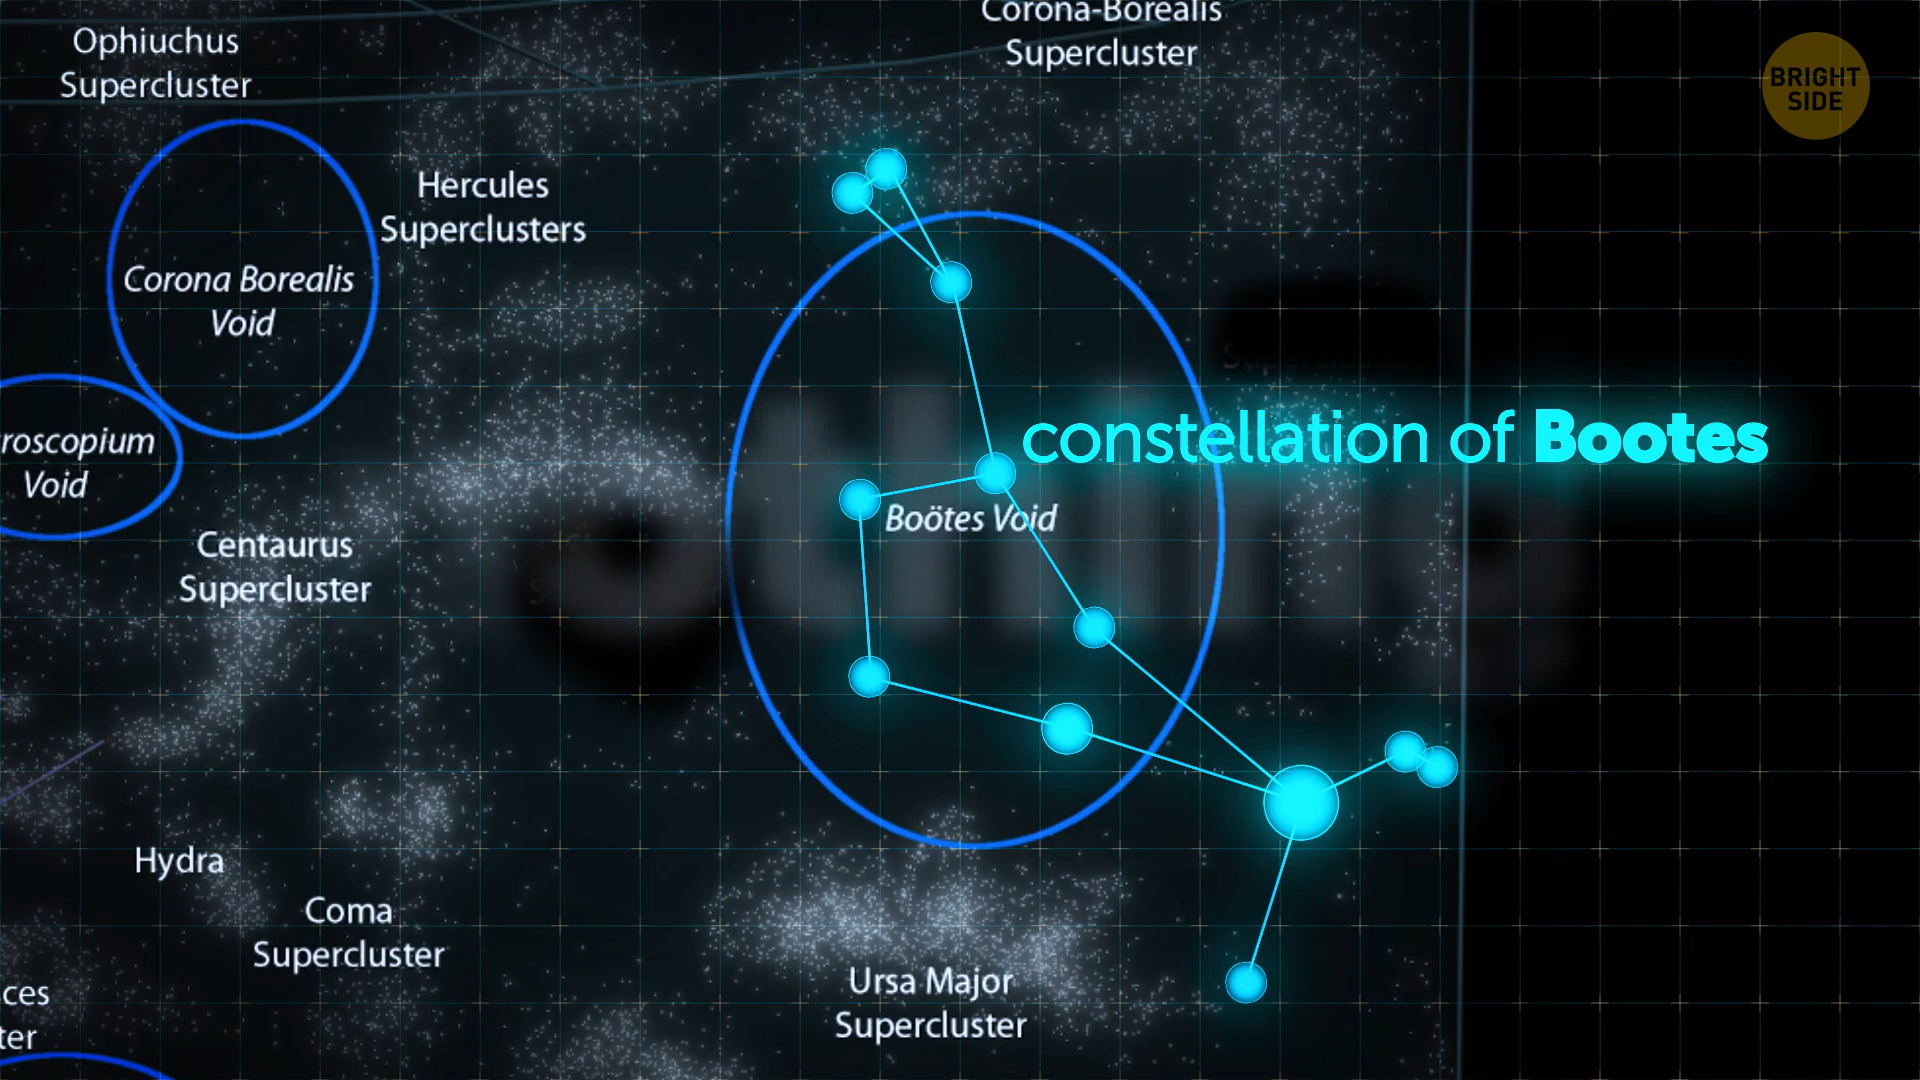 Corona-Borealis
Supercluster
Ophiuchus
Supercluster
BRIGHT
SIDE
Hercules
Superclusters
Corona Borealis
Void
constellation of Bootes
roscopium
Void
Boötes Void
Centaurus
Supercluster
Hydra
Coma
Supercluster
Ursa Major
Supercluster
ces
ter